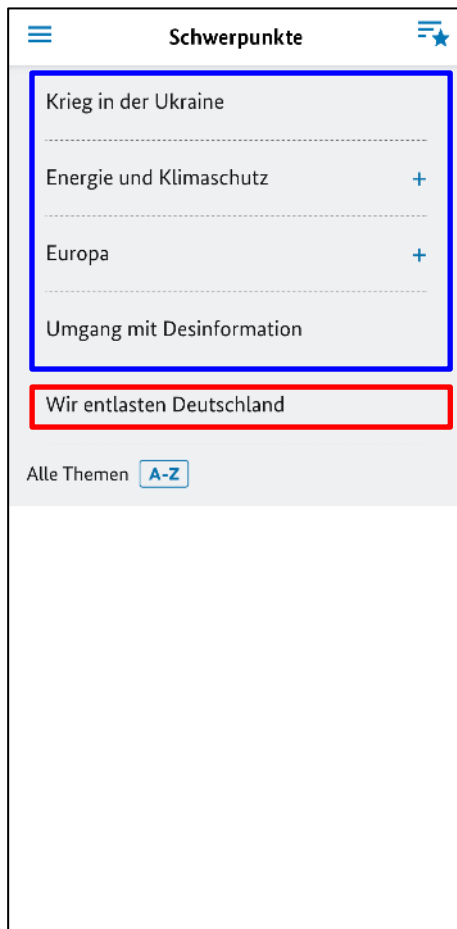 Schwerpunkte
Krieg in der Ukraine
Energie und Klimaschutz +
Europa +
Umgang mit Desinformation
Wir entlasten Deutschland
Alle Themen A-Z